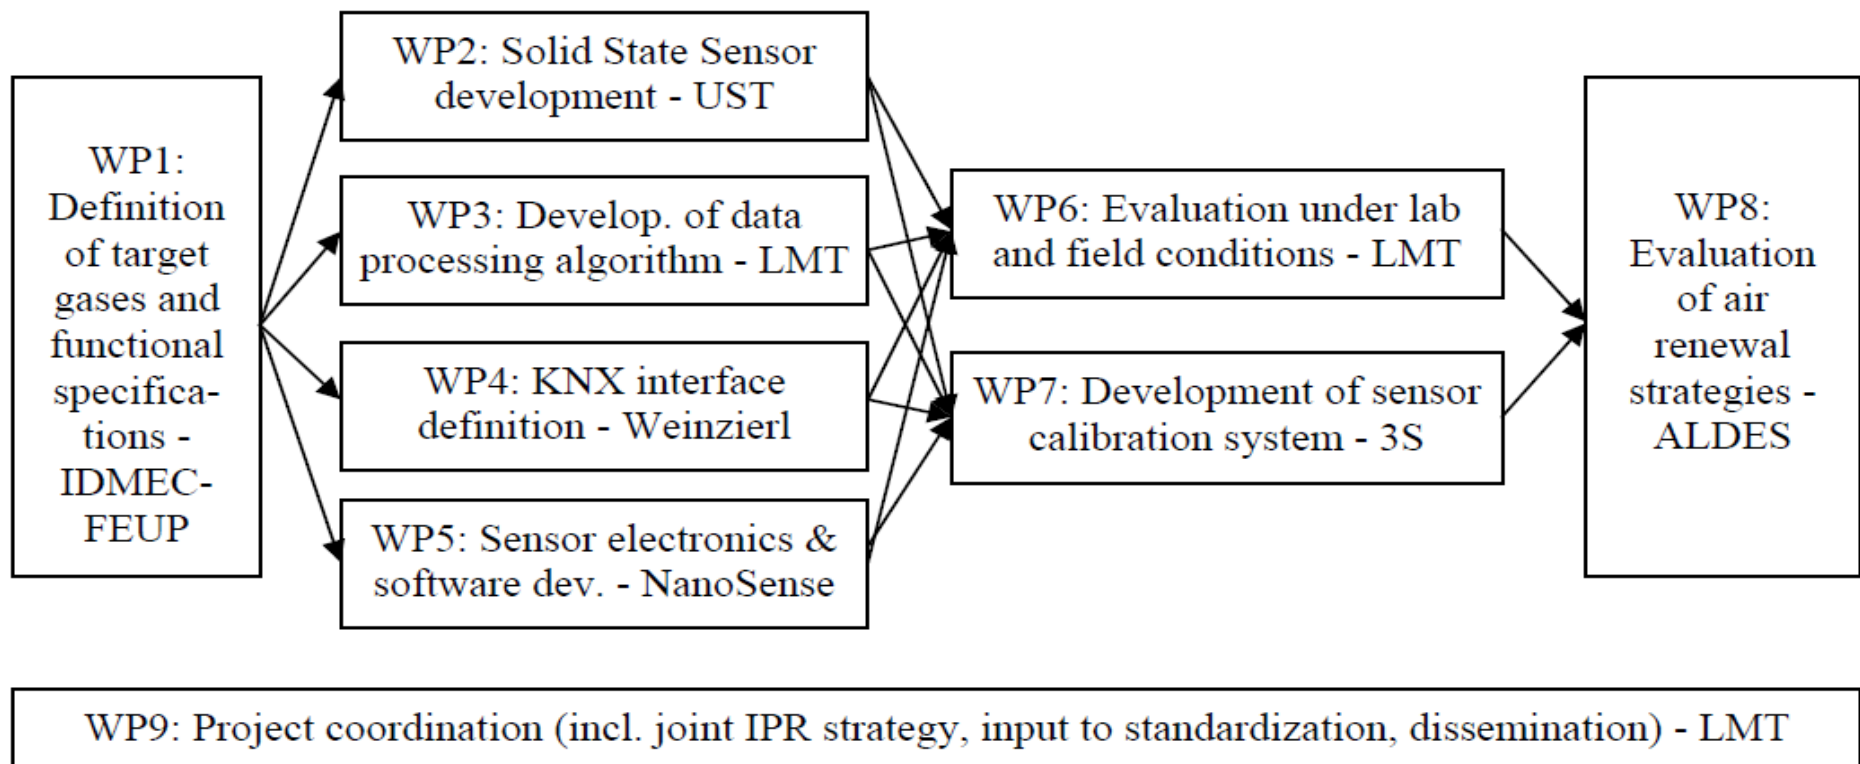 WP1:
Definition
of target
gases and
functional
specifica-
tions -
IDMEC-
FEUP
WP2: Solid State Sensor
development - UST
WP3: Develop. of data
processing algorithm - LMT
WP4: KNX interface
definition - Weinzierl
WP5: Sensor electronics &
software dev. - NanoSense
WP6: Evaluation under lab
and field conditions - LMT
WP7: Development of sensor
calibration system - 3S
WP8:
Evaluation
of air
renewal
strategies -
ALDES
WP9: Project coordination (incl. joint IPR strategy, input to standardization, dissemination) - LMT